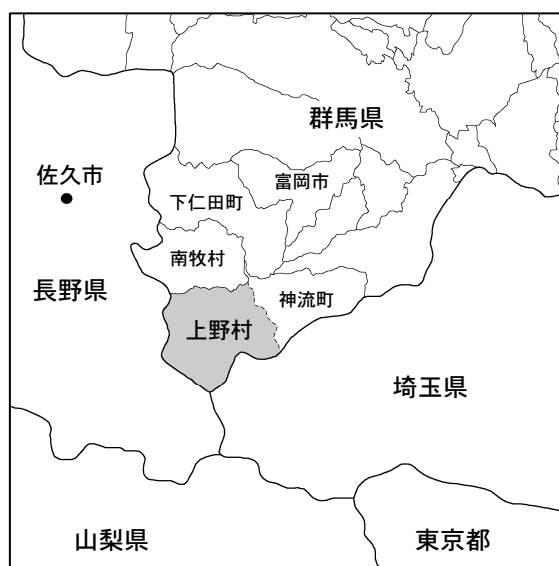 群馬県
佐久市
富岡市
下仁田町
南牧村
長野県
神流町
上野村
埼玉県
山梨県
東京都